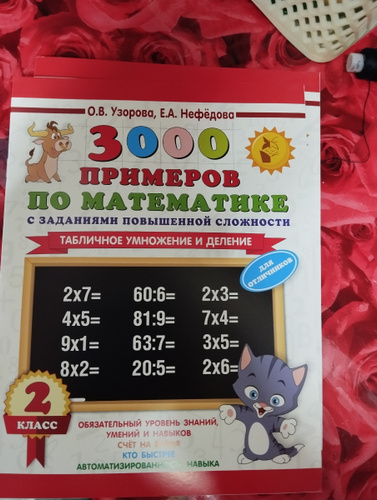 О.В. Узорова, Е.А. Нефёдова
3000
ПРИМЕРОВ
ПО МАТЕМАТИКЕ
С ЗАДАНИЯМИ ПОВЫШЕННОЙ СЛОЖНОСТИ
ТАБЛИЧНОЕ УМНОЖЕНИЕ И ДЕЛЕНИЕ
ДЛЯ
ОТЛИЧНИКОВ
2x7= 60:6= 2x3=
4x5= 81:9= 7x4=
9x1= 63:7= 3x5=
8x2= 20:5= 2x6=
2
КЛАСС
ОБЯЗАТЕЛЬНЫЙ УРОВЕНЬ ЗНАНИЙ,
УМЕНИЙ И НАВЫКОВ
СЧЁТ НА
КТО БЫСТРЕЕ
НАВЫКА